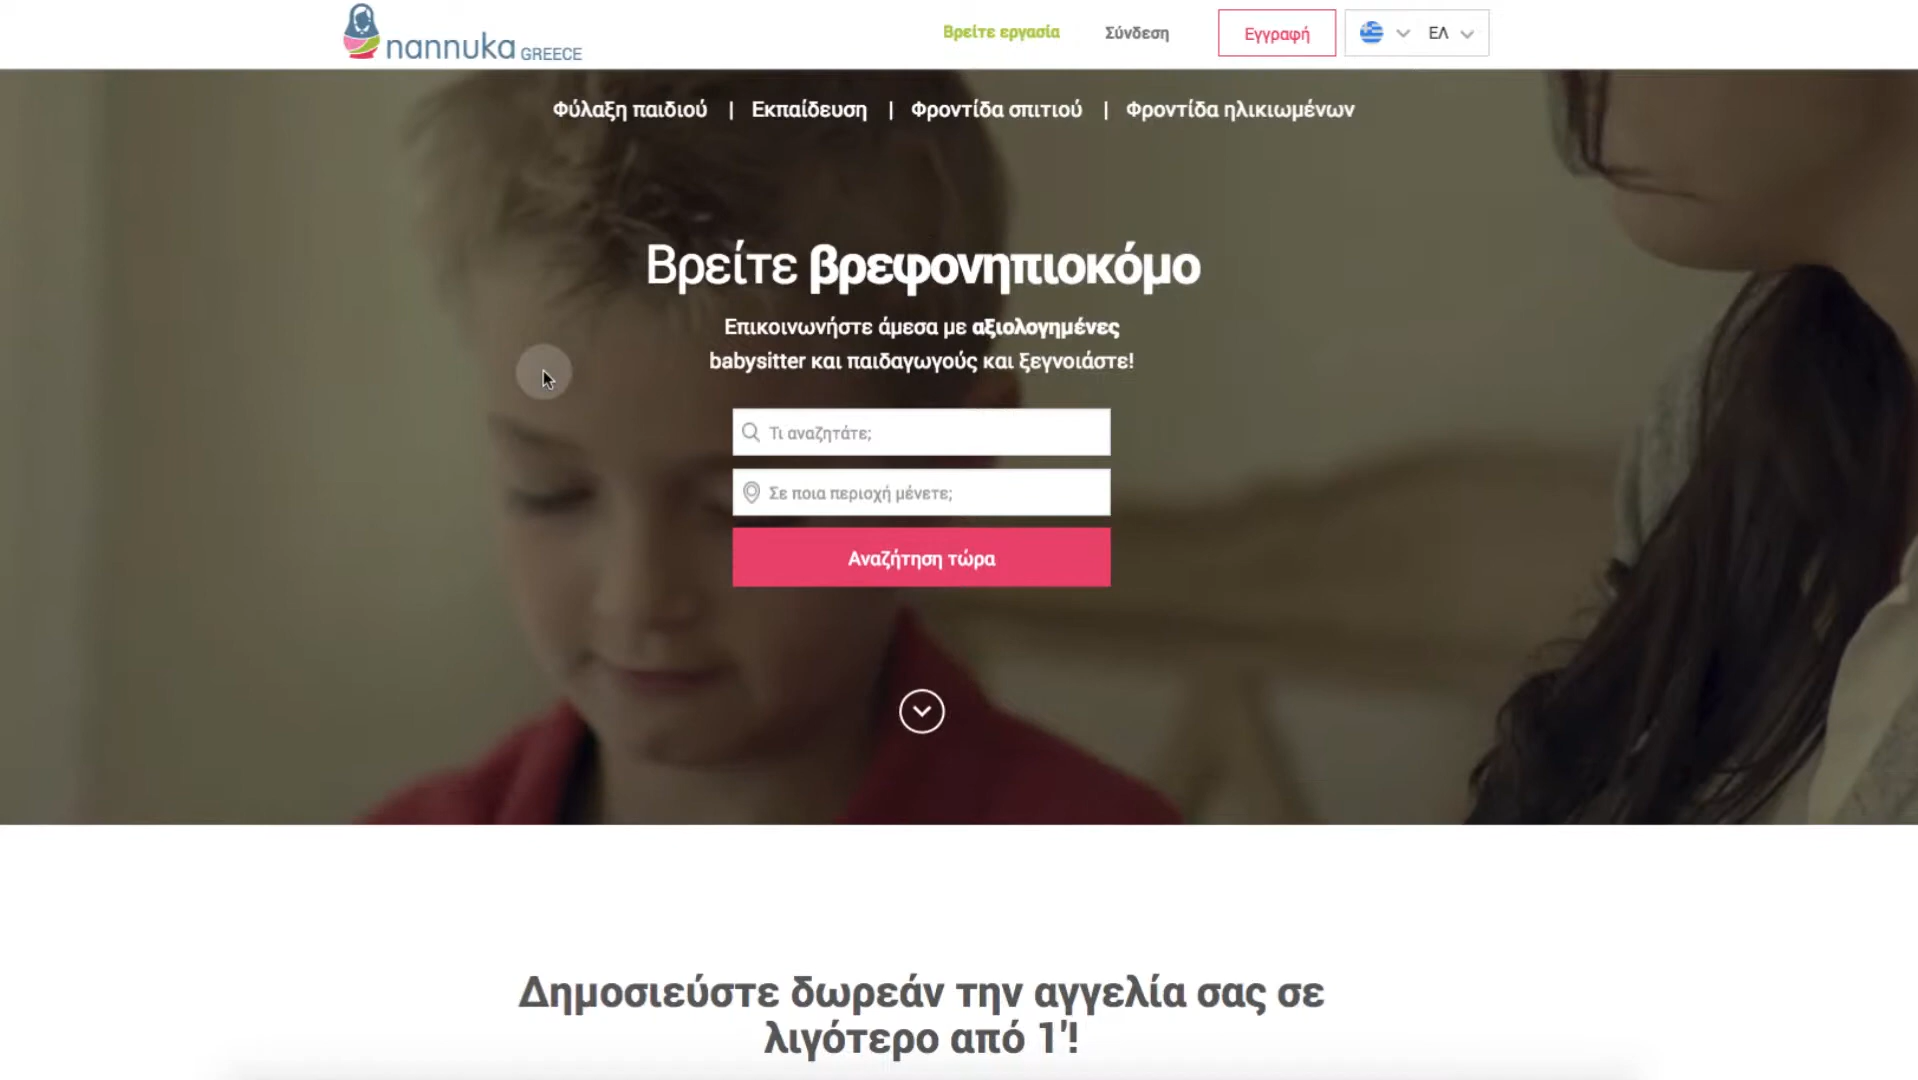 nannuka GREECE
Βρείτε εργασία
Σύνδεση
Εγγραφή
ΕΛ
Φύλαξη παιδιού | Εκπαίδευση | Φροντίδα σπιτιού | Φροντίδα ηλικιωμένων
Βρείτε βρεφονηπιοκόμο
Επικοινωνήστε άμεσα με αξιολογημένες
babysitter και παιδαγωγούς και ξεγνοιάστε!
Τι αναζητάτε;
Σε ποια περιοχή μένετε;
Αναζήτηση τώρα
Δημοσιεύστε δωρεάν την αγγελία σας σε
λιγότερο από 1'!